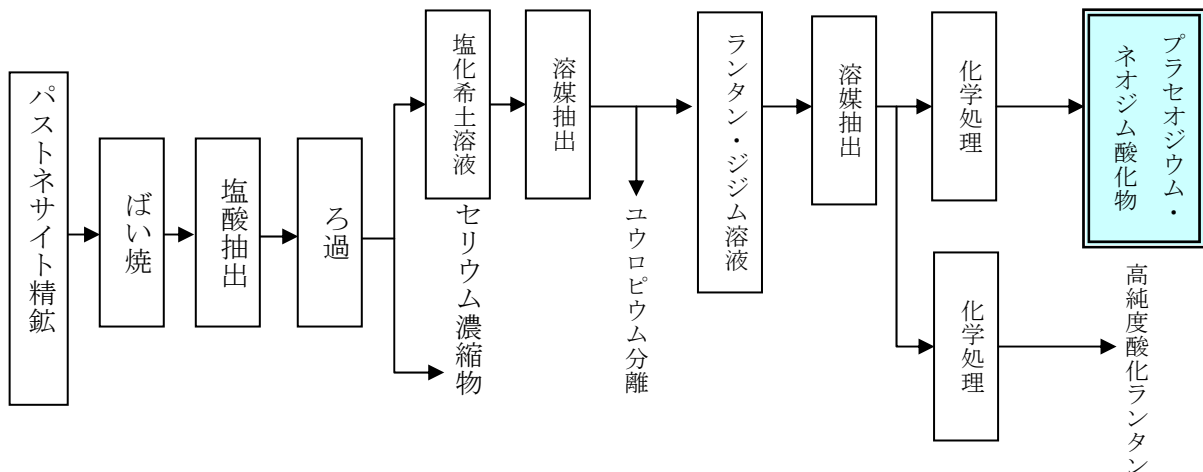 パストネサイト精鉱
ばい焼
塩酸抽出
ろ過
塩化希土溶液
セリウム濃縮物
溶媒抽出
ユウロピウム分離
ランタン・ジジム溶液
溶媒抽出
化学処理
プラセオジウム・
ネオジム酸化物
化学処理
高純度酸化ランタン